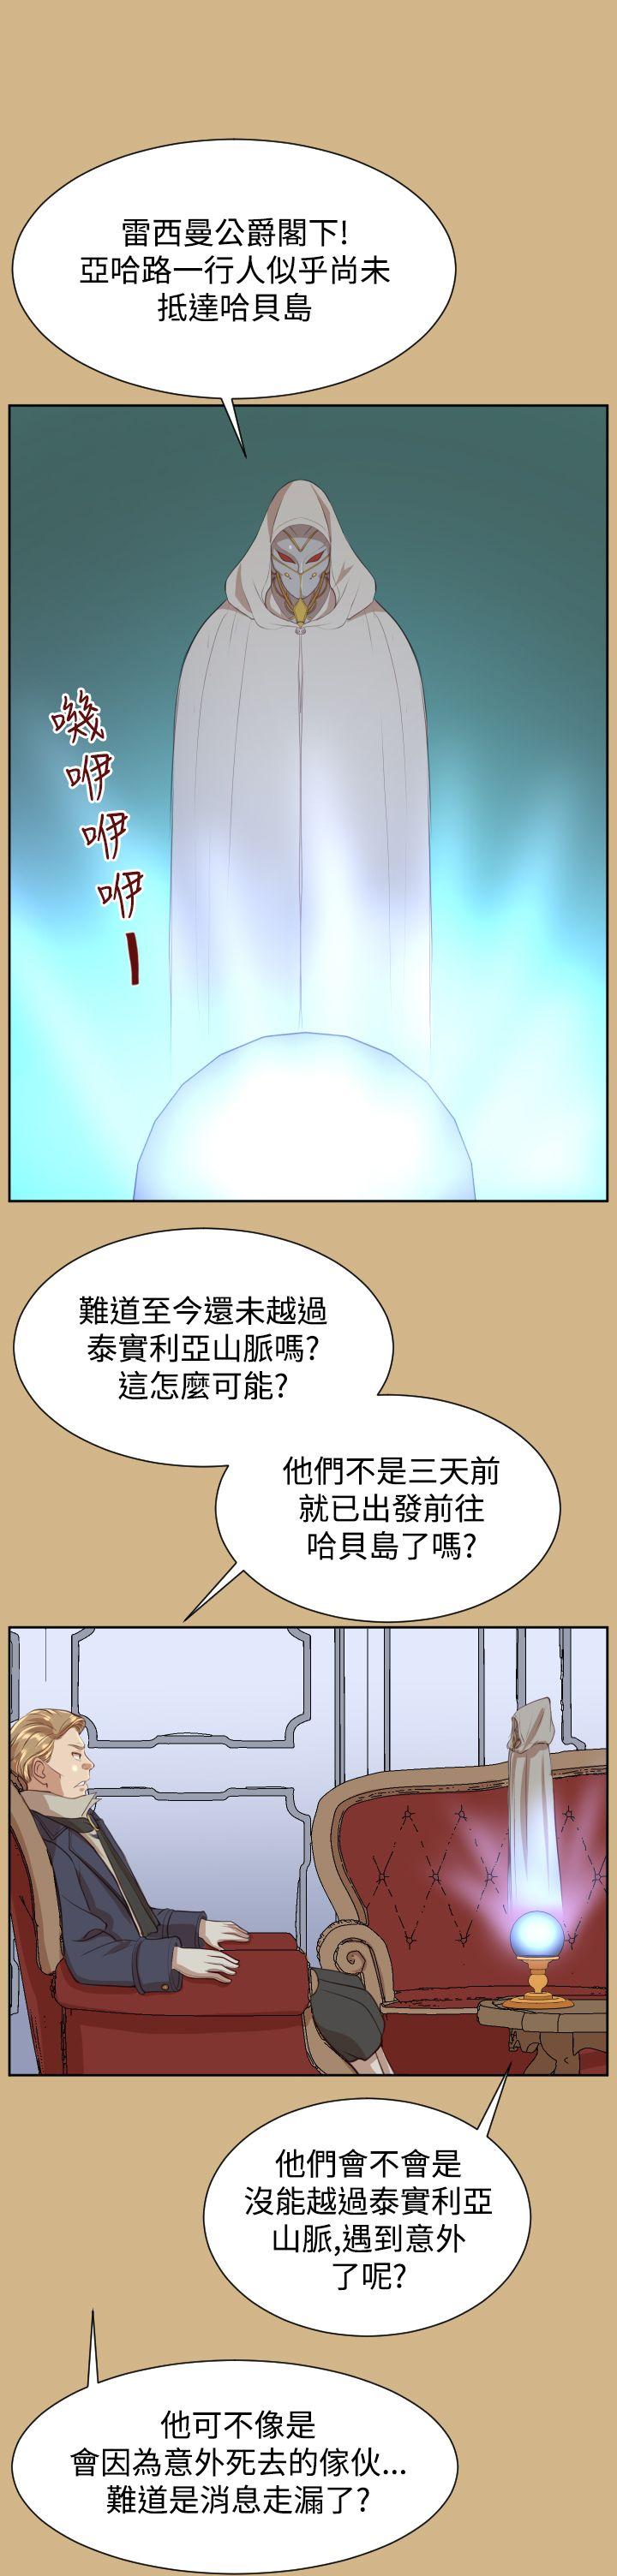 雷西曼公爵閣下!
亞哈路一行人似乎尚未
抵達哈貝島
嘰咿咿咿一
難道至今還未越過
泰實利亞山脈嗎?
這怎麼可能?
他們不是三天前
就已出發前往
哈貝島了嗎?
他們會不會是
沒能越過泰實利亞
山脈,遇到意外
了呢?
他可不像是
會因為意外死去的傢伙...
難道是消息走漏了?